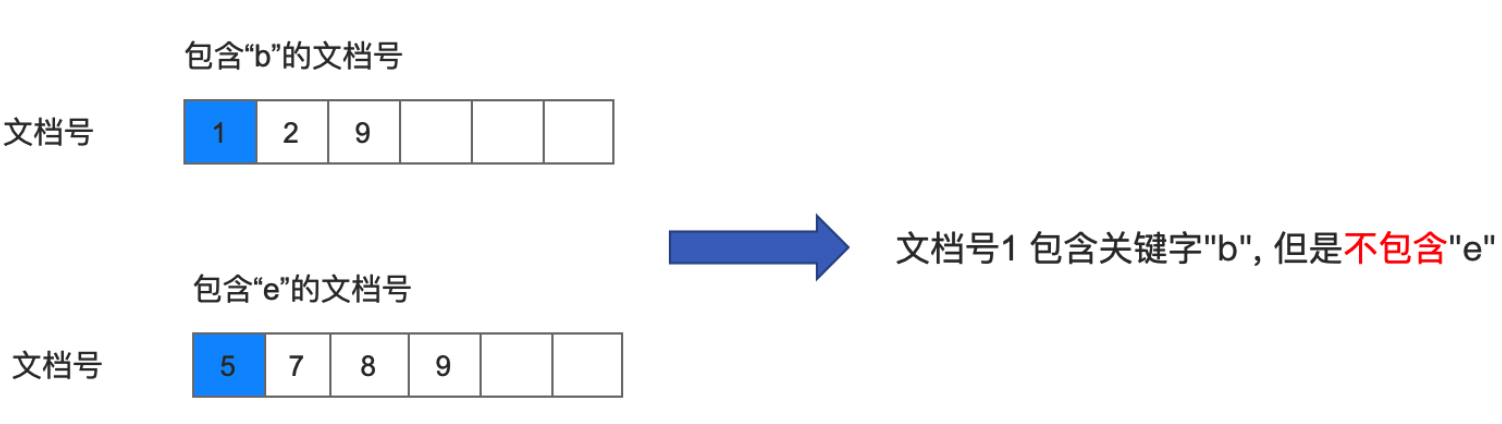 包含“b”的文档号
文档号 1 2 9
文档号1 包含关键字"b", 但是不包含"e"
包含“e”的文档号
文档号 5 7 8 9